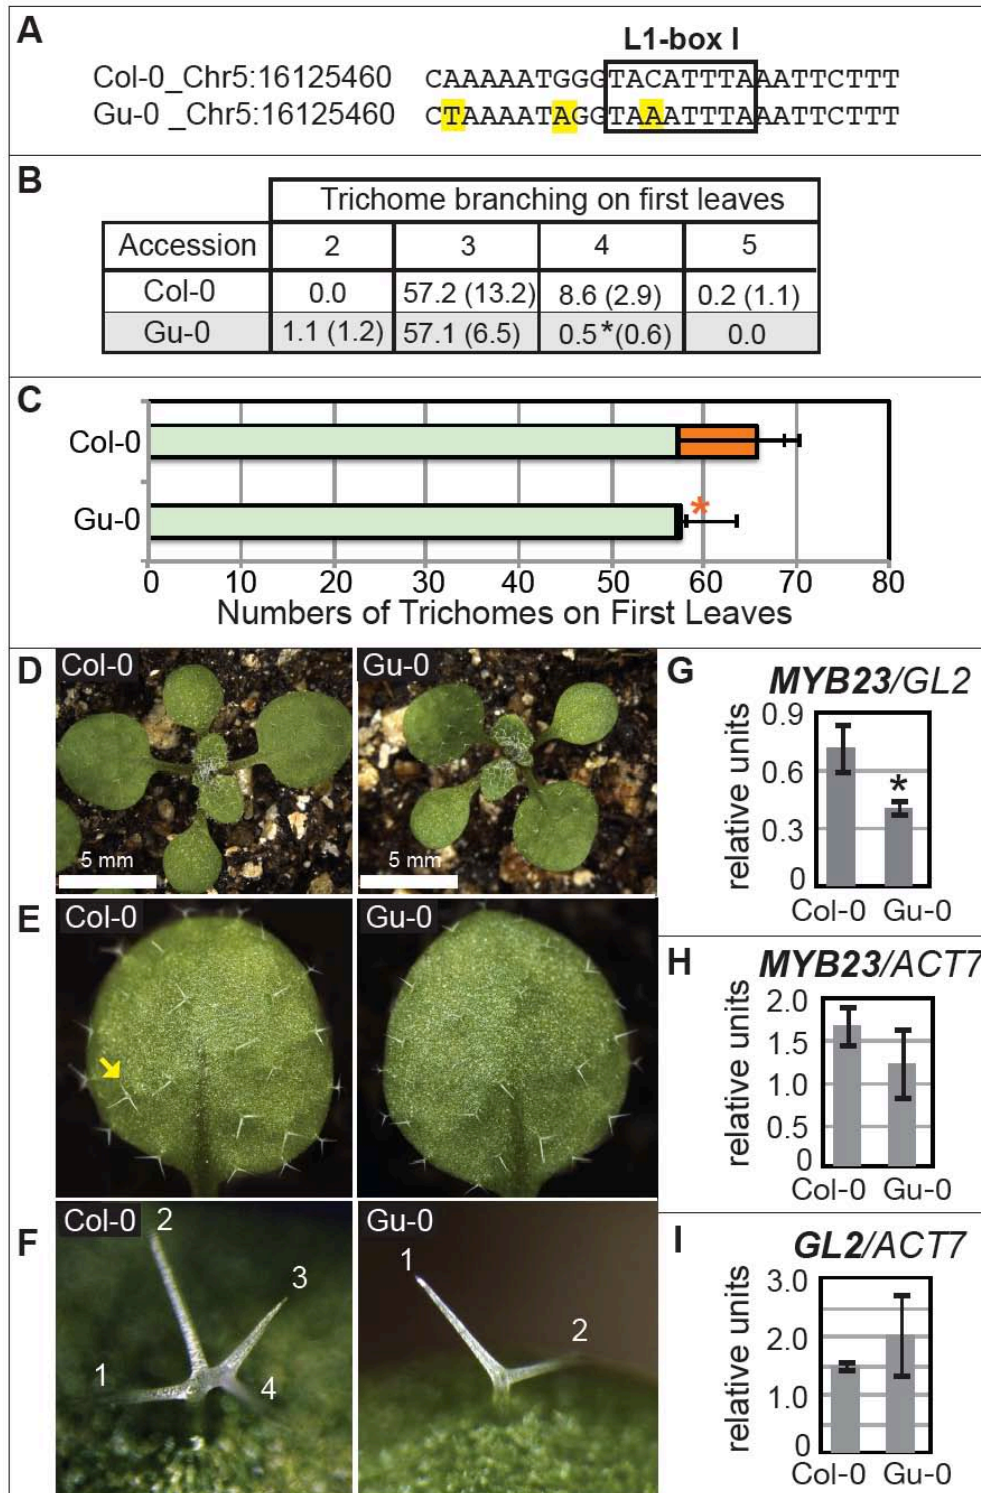 A
L1-box I
Col-0_Chr5:16125460 CAAAAATGGGTACATTTAAATTCTTT
Gu-0 _Chr5:16125460 CTAAAATAGGTAAATTTAAATTCTTT
B
Trichome branching on first leaves
Accession 2 3 4 5
Col-0 0.0 57.2 (13.2) 8.6 (2.9) 0.2 (1.1)
Gu-0 1.1 (1.2) 57.1 (6.5) 0.5*(0.6) 0.0
C
Col-0
Gu-0 *
0 10 20 30 40 50 60 70 80
Numbers of Trichomes on First Leaves
D Col-0 Gu-0
5 mm 5 mm
E Col-0 Gu-0
F Col-0 Gu-0
1 2 3 4
1 2
G MYB23/GL2
relative units
0.9
0.6
0.3
0
*
Col-0 Gu-0
H MYB23/ACT7
relative units
2.0
1.5
1.0
0.5
0
Col-0 Gu-0
I GL2/ACT7
relative units
3.0
2.0
1.0
0
Col-0 Gu-0